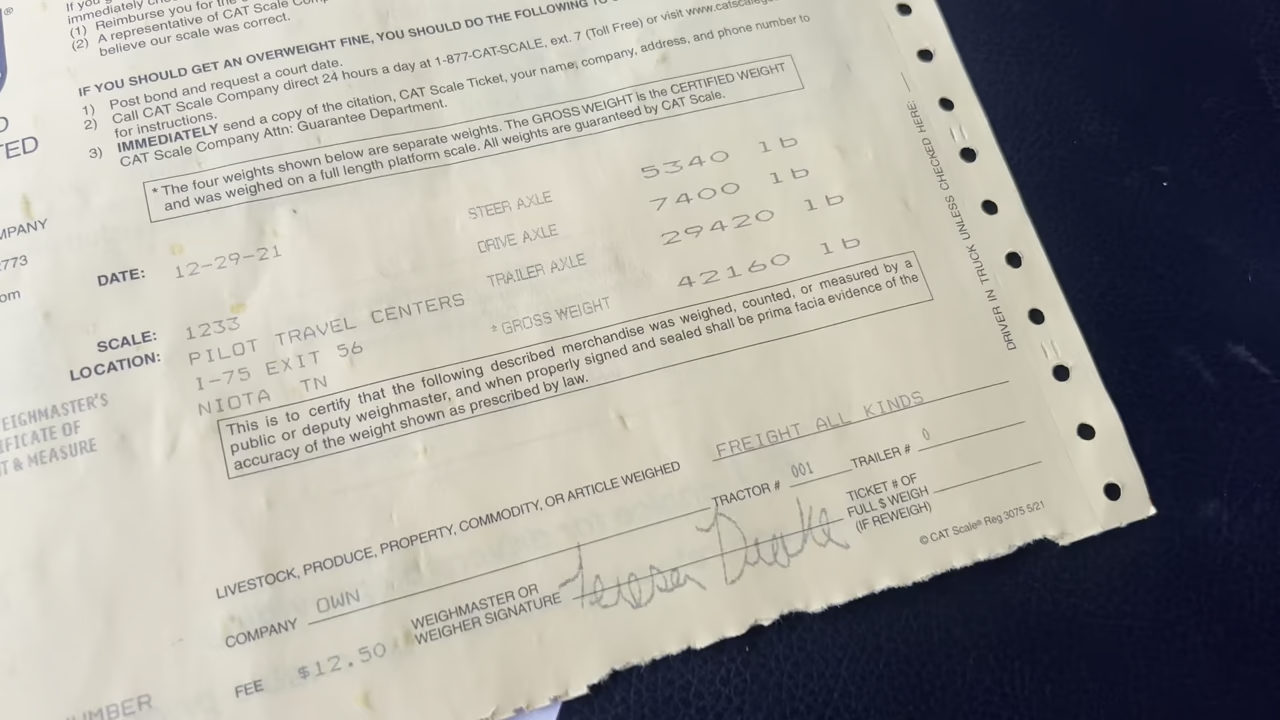 ®
If you
immediately
(1) Reimburse you for the
(2) A representative of CAT Scale
believe our scale was correct.
IF YOU SHOULD GET AN OVERWEIGHT FINE, YOU SHOULD DO THE FOLLOWING TO
1) Post bond and request a court date.
2) Call CAT Scale Company direct 24 hours a day at 1-877-CAT-SCALE, ext. 7 (Toll Free) or visit
for instructions.
3) IMMEDIATELY send a copy of the citation, CAT Scale Ticket, your name, company, address, and phone number to
CAT Scale Company Attn: Guarantee Department.
* The four weights shown below are separate weights. The GROSS WEIGHT is the CERTIFIED WEIGHT
and was weighed on a full length platform scale. All weights are guaranteed by CAT Scale.
STEER AXLE 5340 lb
DRIVE AXLE 7400 lb
TRAILER AXLE 29420 lb
* GROSS WEIGHT 42160 lb
DATE: 12-29-21
SCALE: 1233
LOCATION: PILOT TRAVEL CENTERS
I-75 EXIT 56
NIOTA TN
This is to certify that the following described merchandise was weighed, counted, or measured by a
public or deputy weighmaster, and when properly signed and sealed shall be prima facia evidence of the
accuracy of the weight shown as prescribed by law.
& MEASURE
LIVESTOCK, PRODUCE, PROPERTY, COMMODITY, OR ARTICLE WEIGHED FREIGHT ALL KINDS
COMPANY OWN TRACTOR # 001 TRAILER # 0
FEE $12.50 WEIGHMASTER OR
WEIGHER SIGNATURE Teresa
TICKET # OF
FULL $ WEIGH
(IF REWEIGH)
© CAT Scale® Reg 3075 5/21
DRIVER IN TRUCK UNLESS CHECKED HERE: